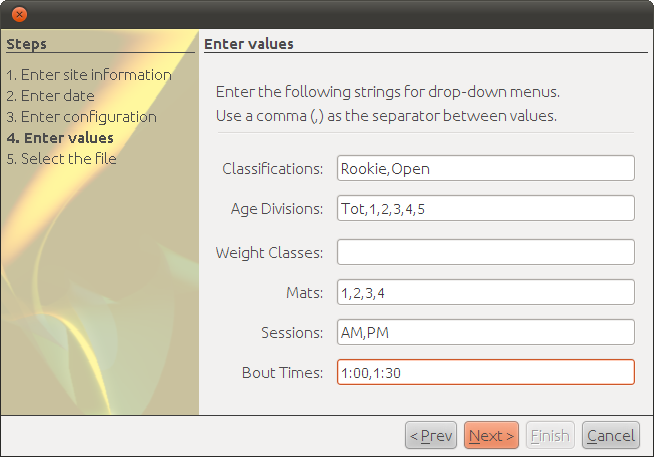 Steps
1. Enter site information
2. Enter date
3. Enter configuration
4. Enter values
5. Select the file
Enter values
Enter the following strings for drop-down menus.
Use a comma (,) as the separator between values.
Classifications: Rookie,Open
Age Divisions: Tot,1,2,3,4,5
Weight Classes:
Mats: 1,2,3,4
Sessions: AM,PM
Bout Times: 1:00,1:30
< Prev Next > Finish Cancel